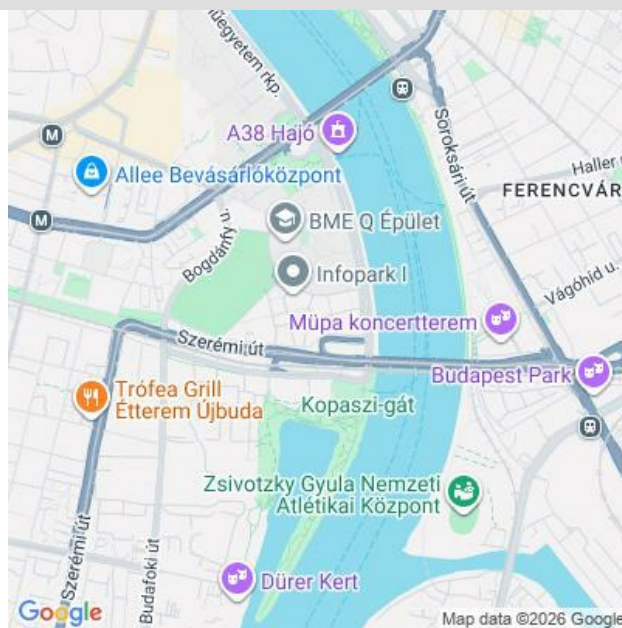 műegyetem rkp.
M
A38 Hajó
Soroksári út
Allee Bevásárlóközpont
Haller u
FERENCVÁR
M
BME Q Épület
Bogdánfy u.
Infopark I
Vágóhíd u.
Müpa koncertterem
Szerémi út
Budapest Park
Trófea Grill
Étterem Újbuda
Kopaszi-gát
Zsivotzky Gyula Nemzeti
Atlétikai Központ
Szerémi út
Budafoki út
Dürer Kert
Google
Map data ©2026 Google